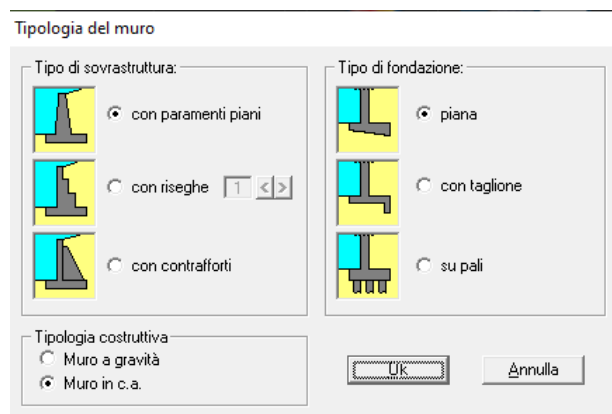 Tipologia del muro
Tipo di sovrastruttura:
con paramenti piani
con riseghe 1 < >
con contrafforti
Tipo di fondazione:
piana
con taglione
su pali
Tipologia costruttiva
Muro a gravità
Muro in c.a.
Ok
Annulla